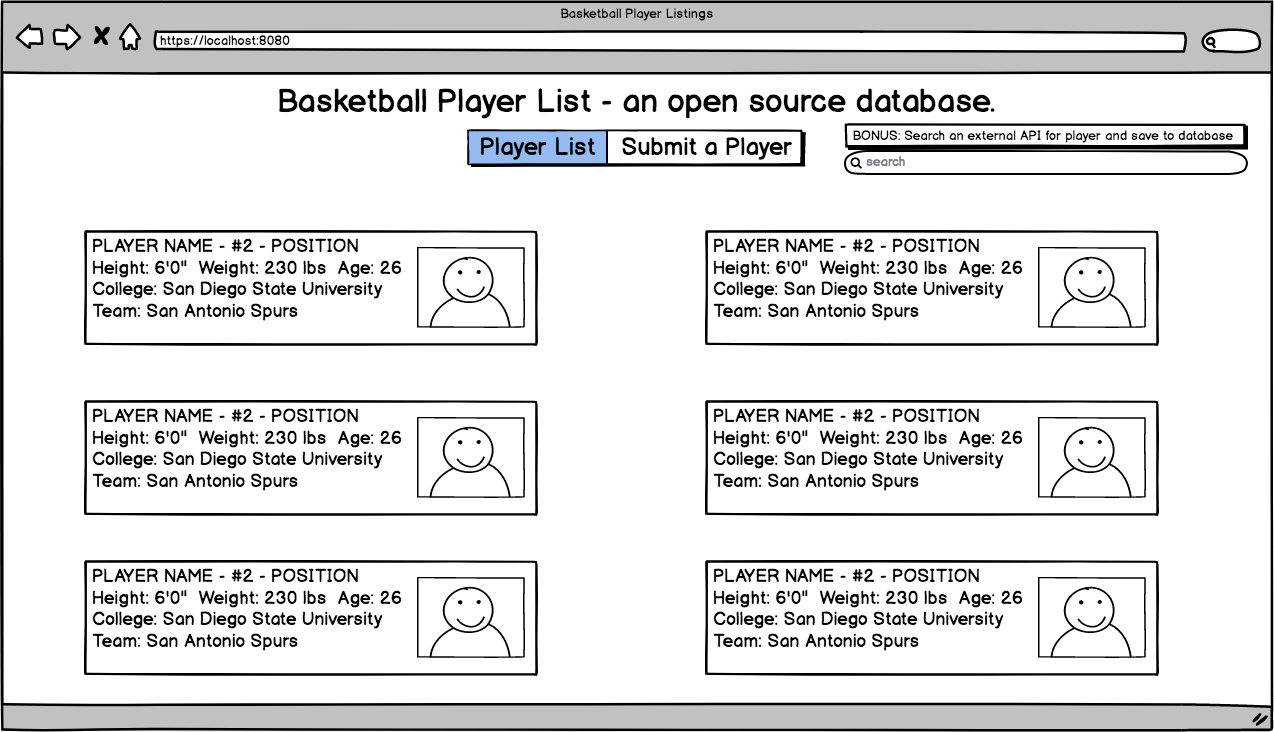 Basketball Player Listings
https://localhost:8080
Basketball Player List - an open source database.
Player List
Submit a Player
BONUS: Search an external API for player and save to database
search
PLAYER NAME - #2 - POSITION
Height: 6'0" Weight: 230 lbs Age: 26
College: San Diego State University
Team: San Antonio Spurs
PLAYER NAME - #2 - POSITION
Height: 6'0" Weight: 230 lbs Age: 26
College: San Diego State University
Team: San Antonio Spurs
PLAYER NAME - #2 - POSITION
Height: 6'0" Weight: 230 lbs Age: 26
College: San Diego State University
Team: San Antonio Spurs
PLAYER NAME - #2 - POSITION
Height: 6'0" Weight: 230 lbs Age: 26
College: San Diego State University
Team: San Antonio Spurs
PLAYER NAME - #2 - POSITION
Height: 6'0" Weight: 230 lbs Age: 26
College: San Diego State University
Team: San Antonio Spurs
PLAYER NAME - #2 - POSITION
Height: 6'0" Weight: 230 lbs Age: 26
College: San Diego State University
Team: San Antonio Spurs